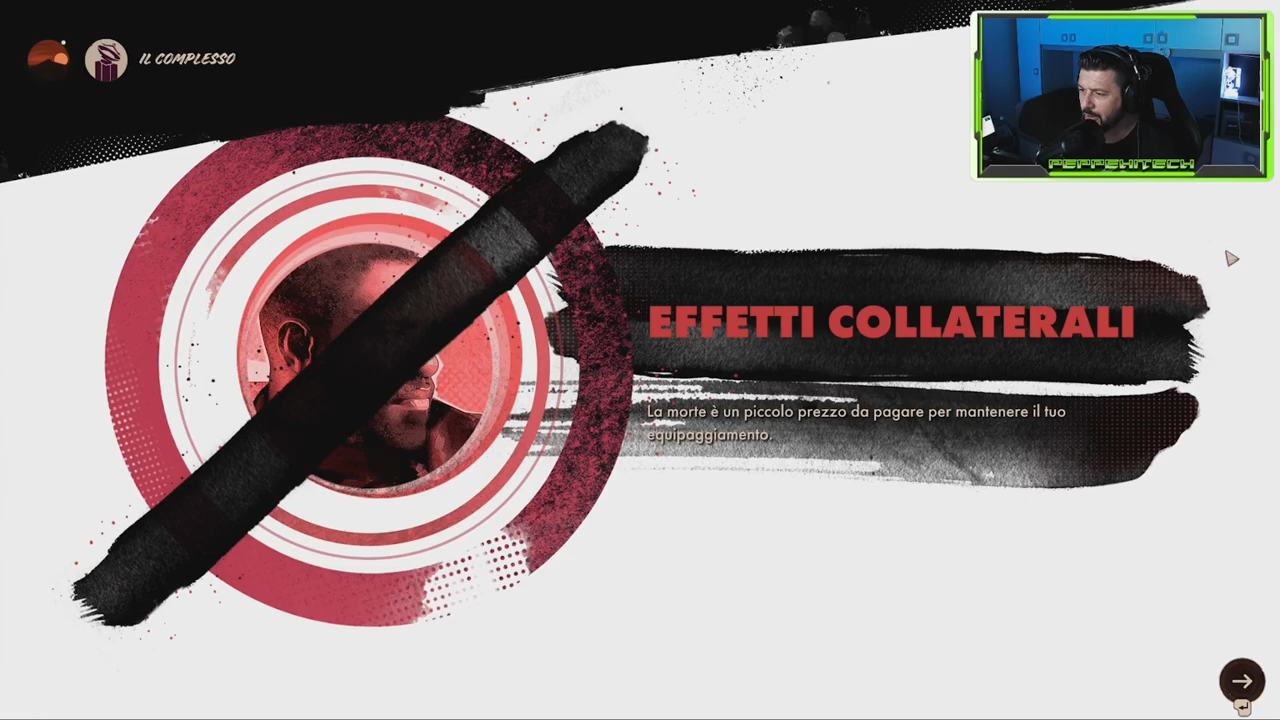 IL COMPLESSO
PEPPEHITECH
EFFETTI COLLATERALI
La morte è un piccolo prezzo da pagare per mantenere il tuo
equipaggiamento.